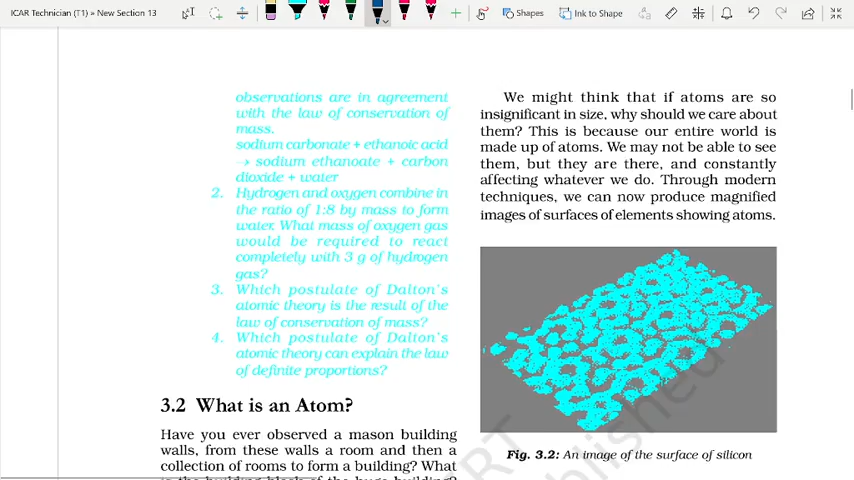 ICAR Technician (T1) » New Section 13
Shapes
Ink to Shape
observations are in agreement
with the law of conservation of
mass.
sodium carbonate + ethanoic acid
→ sodium ethanoate + carbon
dioxide + water
2. Hydrogen and oxygen combine in
the ratio of 1:8 by mass to form
water. What mass of oxygen gas
would be required to react
completely with 3 g of hydrogen
gas?
3. Which postulate of Dalton's
atomic theory is the result of the
law of conservation of mass?
4. Which postulate of Dalton's
atomic theory can explain the law
of definite proportions?
3.2 What is an Atom?
Have you ever observed a mason building
walls, from these walls a room and then a
collection of rooms to form a building? What
is the building block of the huge building?
We might think that if atoms are so
insignificant in size, why should we care about
them? This is because our entire world is
made up of atoms. We may not be able to see
them, but they are there, and constantly
affecting whatever we do. Through modern
techniques, we can now produce magnified
images of surfaces of elements showing atoms.
Fig. 3.2: An image of the surface of silicon